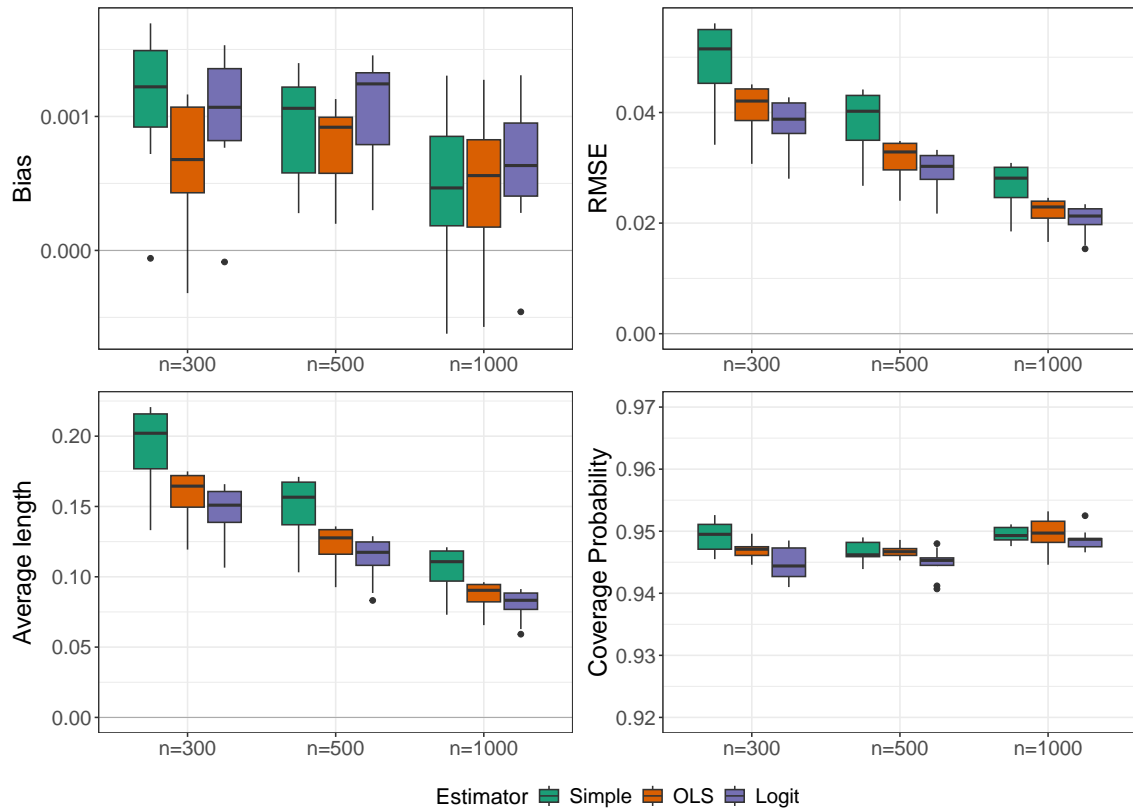 Bias
0.001
0.000
n=300
n=500
n=1000
RMSE
0.04
0.02
0.00
n=300
n=500
n=1000
Average length
0.20
0.15
0.10
0.05
0.00
n=300
n=500
n=1000
Coverage Probability
0.97
0.96
0.95
0.94
0.93
0.92
n=300
n=500
n=1000
Estimator Simple OLS Logit